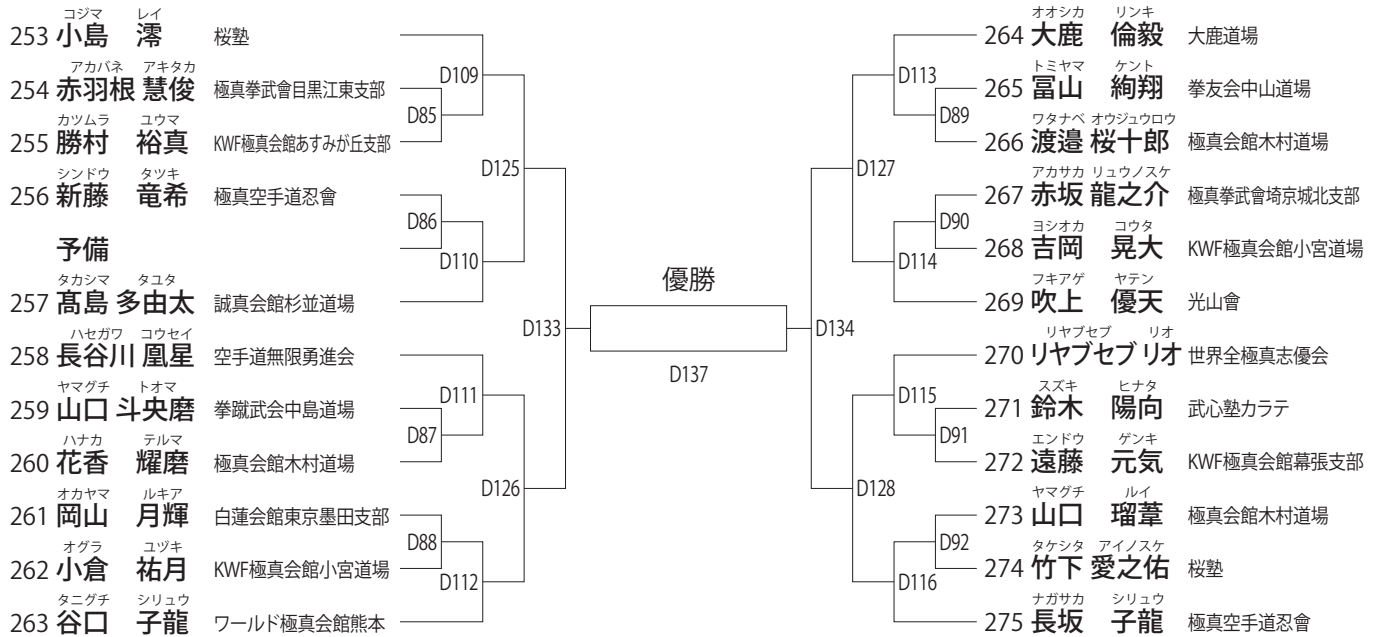 コジマ レイ
253 小島 澪 桜塾
アカバネ アキタカ
254 赤羽根 慧俊 極真拳武會目黒江東支部
カツムラ ユウマ
255 勝村 裕真 KWF極真会館あすみが丘支部
シンドウ タツキ
256 新藤 竜希 極真空手道忍會
予備
タカシマ タユタ
257 髙島 多由太 誠真会館杉並道場
ハセガワ コウセイ
258 長谷川 凰星 空手道無限勇進会
ヤマグチ トオマ
259 山口 斗央磨 拳蹴武会中島道場
ハナカ テルマ
260 花香 耀磨 極真会館木村道場
オカヤマ ルキア
261 岡山 月輝 白蓮会館東京墨田支部
オグラ ユヅキ
262 小倉 祐月 KWF極真会館小宮道場
タニグチ シリュウ
263 谷口 子龍 ワールド極真会館熊本
D109
D85
D125
D86
D110
D133
D111
D87
D126
D88
D112
優勝
D137
D113
D89
D127
D90
D114
D134
D115
D91
D128
D92
D116
オオシカ リンキ
264 大鹿 倫毅 大鹿道場
トミヤマ ケント
265 冨山 絢翔 拳友会中山道場
ワタナベ オウジュウロウ
266 渡邉 桜十郎 極真会館木村道場
アカサカ リュウノスケ
267 赤坂 龍之介 極真拳武會埼京城北支部
ヨシオカ コウタ
268 吉岡 晃大 KWF極真会館小宮道場
フキアゲ ヤテン
269 吹上 優天 光山會
リヤブセブ リオ
270 リヤブセブ リオ 世界全極真志優会
スズキ ヒナタ
271 鈴木 陽向 武心塾カラテ
エンドウ ゲンキ
272 遠藤 元気 KWF極真会館幕張支部
ヤマグチ ルイ
273 山口 瑠葦 極真会館木村道場
タケシタ アイノスケ
274 竹下 愛之佑 桜塾
ナガサカ シリュウ
275 長坂 子龍 極真空手道忍會